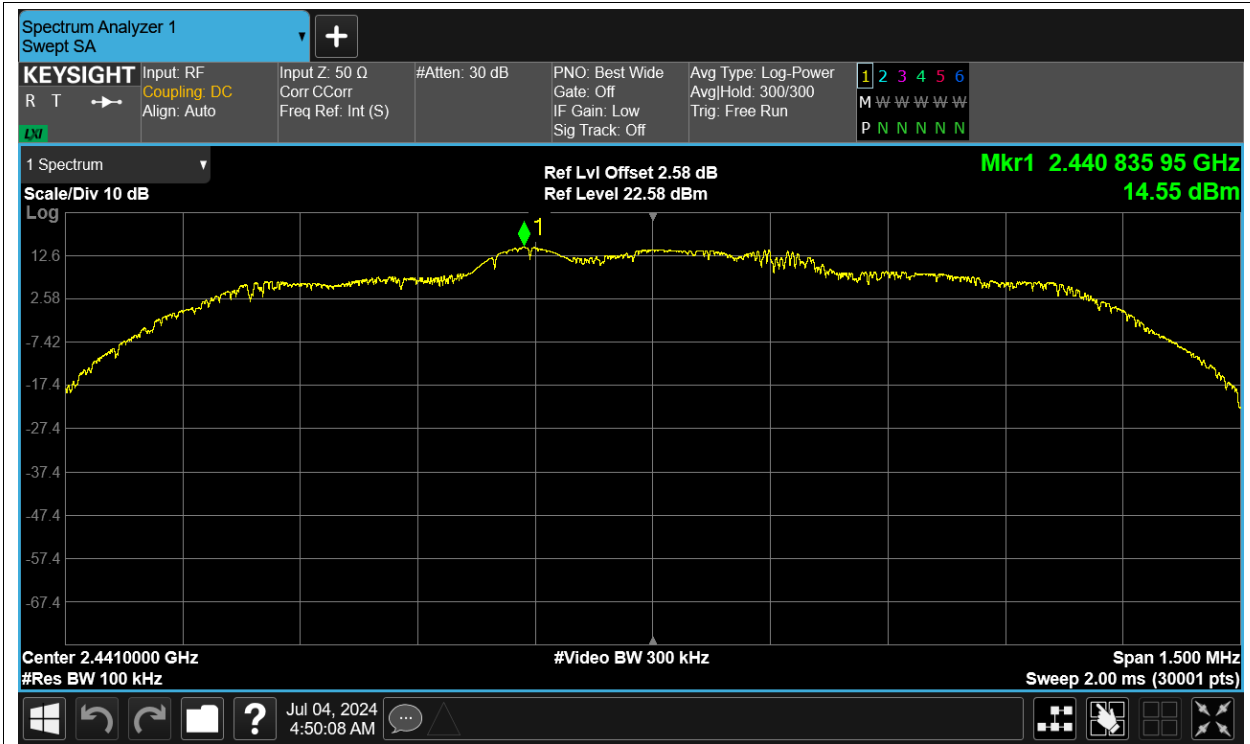 Spectrum Analyzer 1
Swept SA
KEYSIGHT
R T
LXI
Input: RF
Coupling: DC
Align: Auto
Input Z: 50 Ω
Corr CCorr
Freq Ref: Int (S)
#Atten: 30 dB
PNO: Best Wide
Gate: Off
IF Gain: Low
Sig Track: Off
Avg Type: Log-Power
Avg|Hold: 300/300
Trig: Free Run
1 2 3 4 5 6
M W W W W W
P N N N N N
1 Spectrum
Scale/Div 10 dB
Ref Lvl Offset 2.58 dB
Ref Level 22.58 dBm
Mkr1 2.440 835 95 GHz
14.55 dBm
Log
1
12.6
2.58
-7.42
-17.4
-27.4
-37.4
-47.4
-57.4
-67.4
Center 2.4410000 GHz
#Video BW 300 kHz
Span 1.500 MHz
#Res BW 100 kHz
Sweep 2.00 ms (30001 pts)
?
Jul 04, 2024
4:50:08 AM